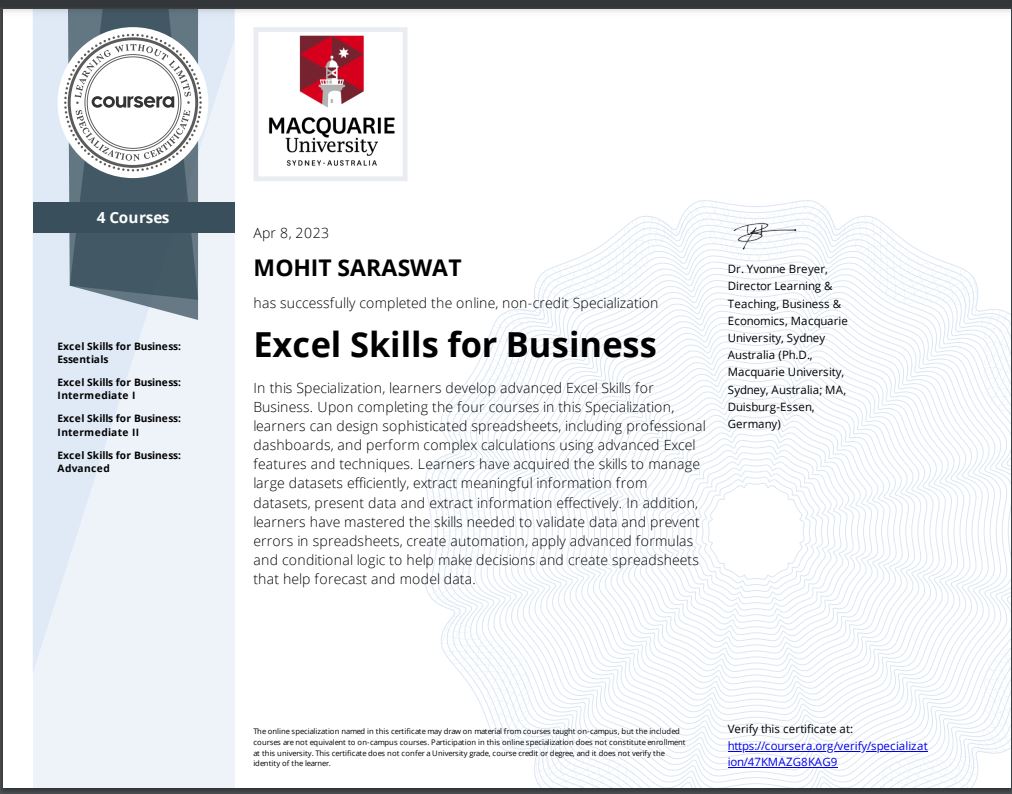 LEARNING WITHOUT LIMITS
coursera
SPECIALIZATION CERTIFICATE
4 Courses
Excel Skills for Business:
Essentials
Excel Skills for Business:
Intermediate I
Excel Skills for Business:
Intermediate II
Excel Skills for Business:
Advanced
MACQUARIE
University
SYDNEY·AUSTRALIA
Apr 8, 2023
MOHIT SARASWAT
has successfully completed the online, non-credit Specialization
Excel Skills for Business
In this Specialization, learners develop advanced Excel Skills for
Business. Upon completing the four courses in this Specialization,
learners can design sophisticated spreadsheets, including professional
dashboards, and perform complex calculations using advanced Excel
features and techniques. Learners have acquired the skills to manage
large datasets efficiently, extract meaningful information from
datasets, present data and extract information effectively. In addition,
learners have mastered the skills needed to validate data and prevent
errors in spreadsheets, create automation, apply advanced formulas
and conditional logic to help make decisions and create spreadsheets
that help forecast and model data.
Dr. Yvonne Breyer,
Director Learning &
Teaching, Business &
Economics, Macquarie
University, Sydney
Australia (Ph.D.,
Macquarie University,
Sydney, Australia; MA,
Duisburg-Essen,
Germany)
The online specialization named in this certificate may draw on material from courses taught on-campus, but the included
courses are not equivalent to on-campus courses. Participation in this online specialization does not constitute enrollment
at this university. This certificate does not confer a University grade, course credit or degree, and it does not verify the
identity of the learner.
Verify this certificate at:
https://coursera.org/verify/specializat
ion/47KMAZG8KAG9